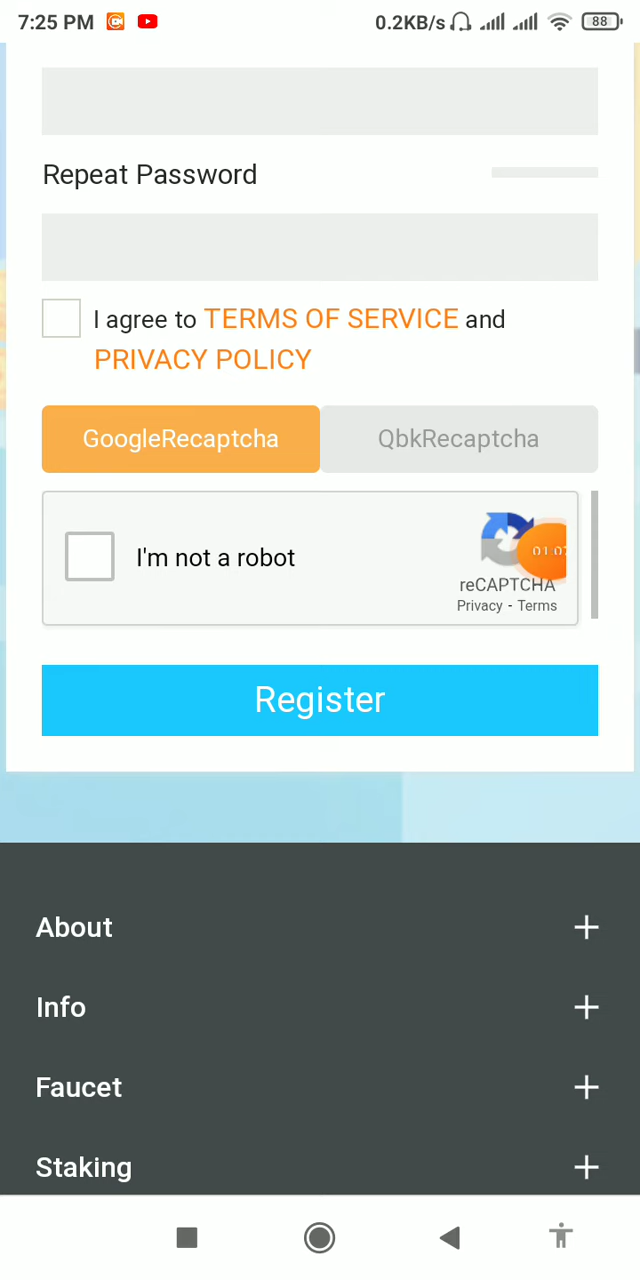 7:25 PM 0.2KB/s 88
Repeat Password
I agree to TERMS OF SERVICE and
PRIVACY POLICY
GoogleRecaptcha QbkRecaptcha
I'm not a robot
reCAPTCHA
Privacy - Terms
Register
About +
Info +
Faucet +
Staking +